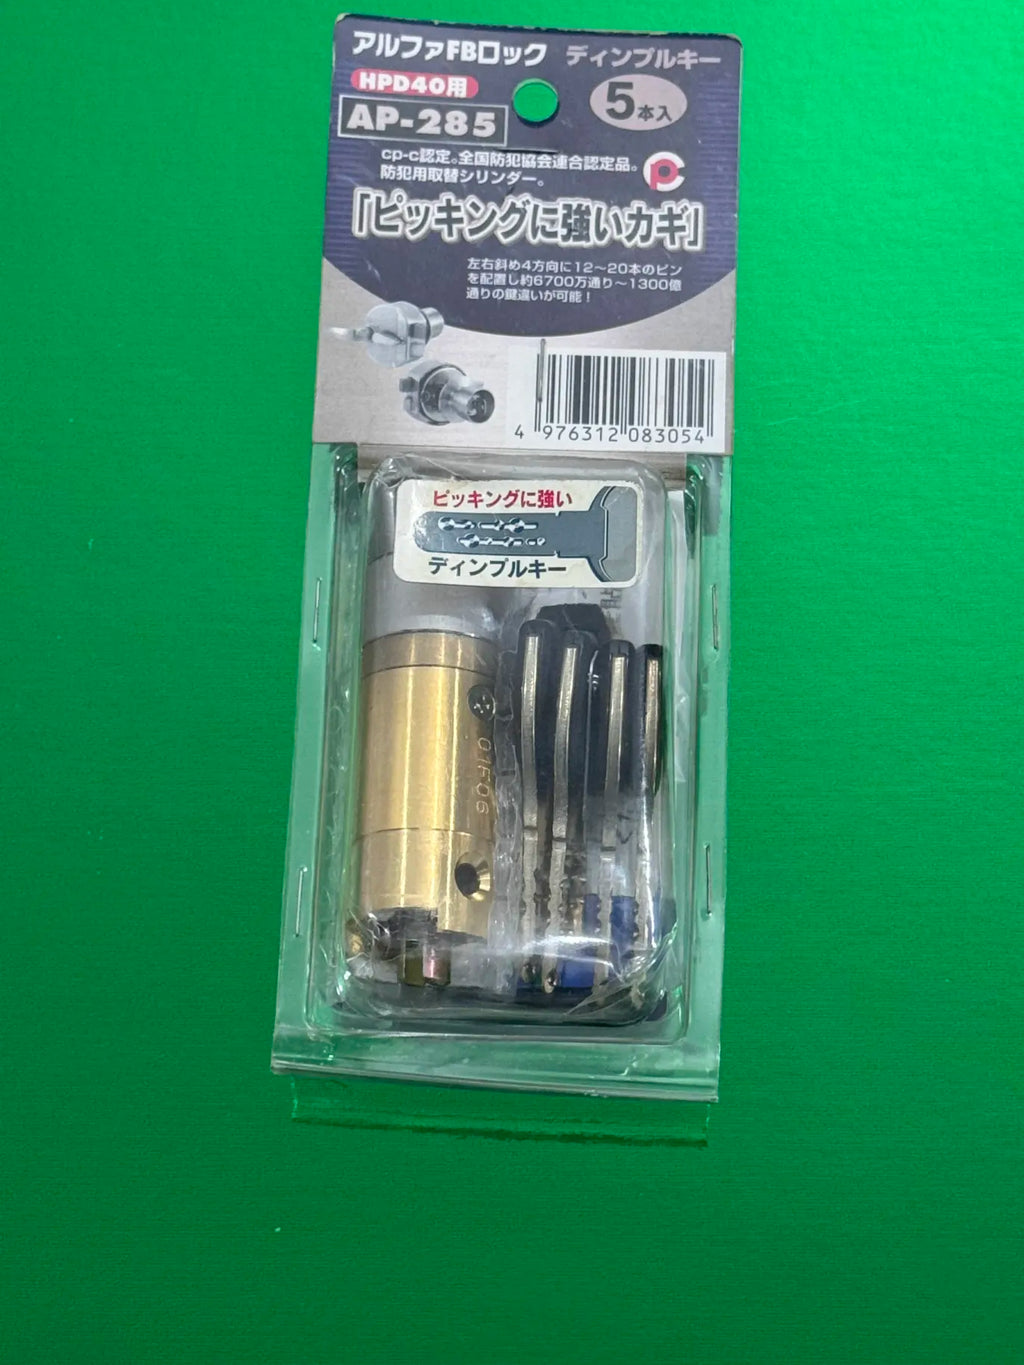 アルファFBロック ディンプルキー
HPD40用
5本入
AP-285
cp-c認定。全国防犯協会連合認定品。
防犯用取替シリンダー。
「ピッキングに強いカギ」
左右斜め4方向に12〜20本のピン
を配置し約6700万通り〜1300億
通りの鍵違いが可能！
4 976312 083054
ピッキングに強い
ディンプルキー
01F06